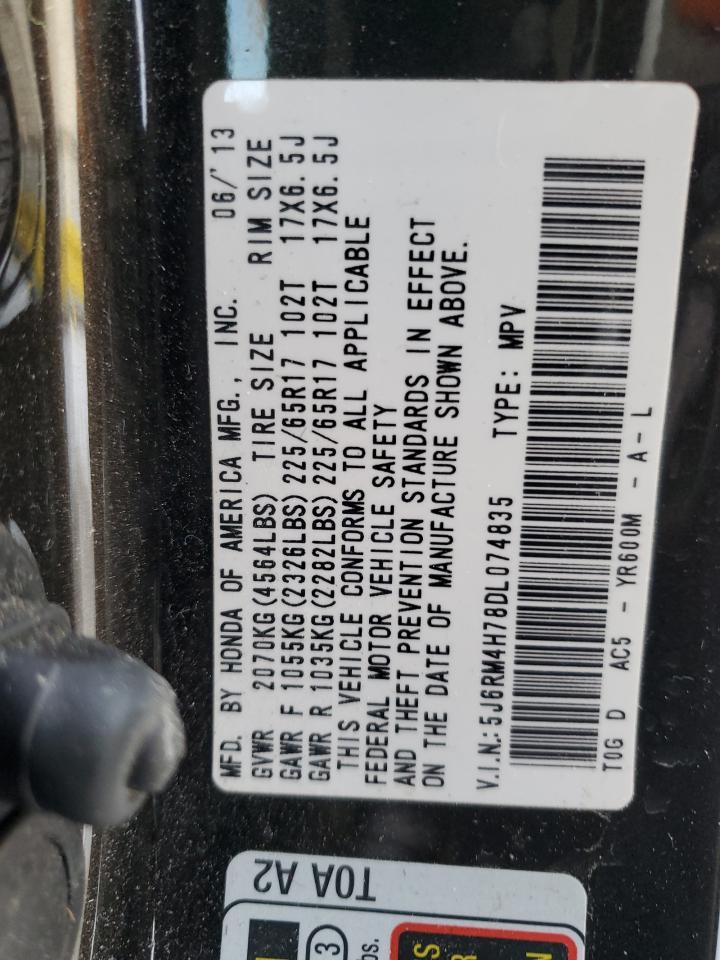 MFD. BY HONDA OF AMERICA MFG., INC. 06/'13
GVWR 2070KG(4564LBS) TIRE SIZE RIM SIZE
GAWR F 1055KG(2326LBS) 225/65R17 102T 17X6.5J
GAWR R 1035KG(2282LBS) 225/65R17 102T 17X6.5J
THIS VEHICLE CONFORMS TO ALL APPLICABLE
FEDERAL MOTOR VEHICLE SAFETY
AND THEFT PREVENTION STANDARDS IN EFFECT
ON THE DATE OF MANUFACTURE SHOWN ABOVE.
V.I.N.: 5J6RM4H78DL074835 TYPE: MPV
T0G D AC5 - YR600M - A - L
T0A A2
3